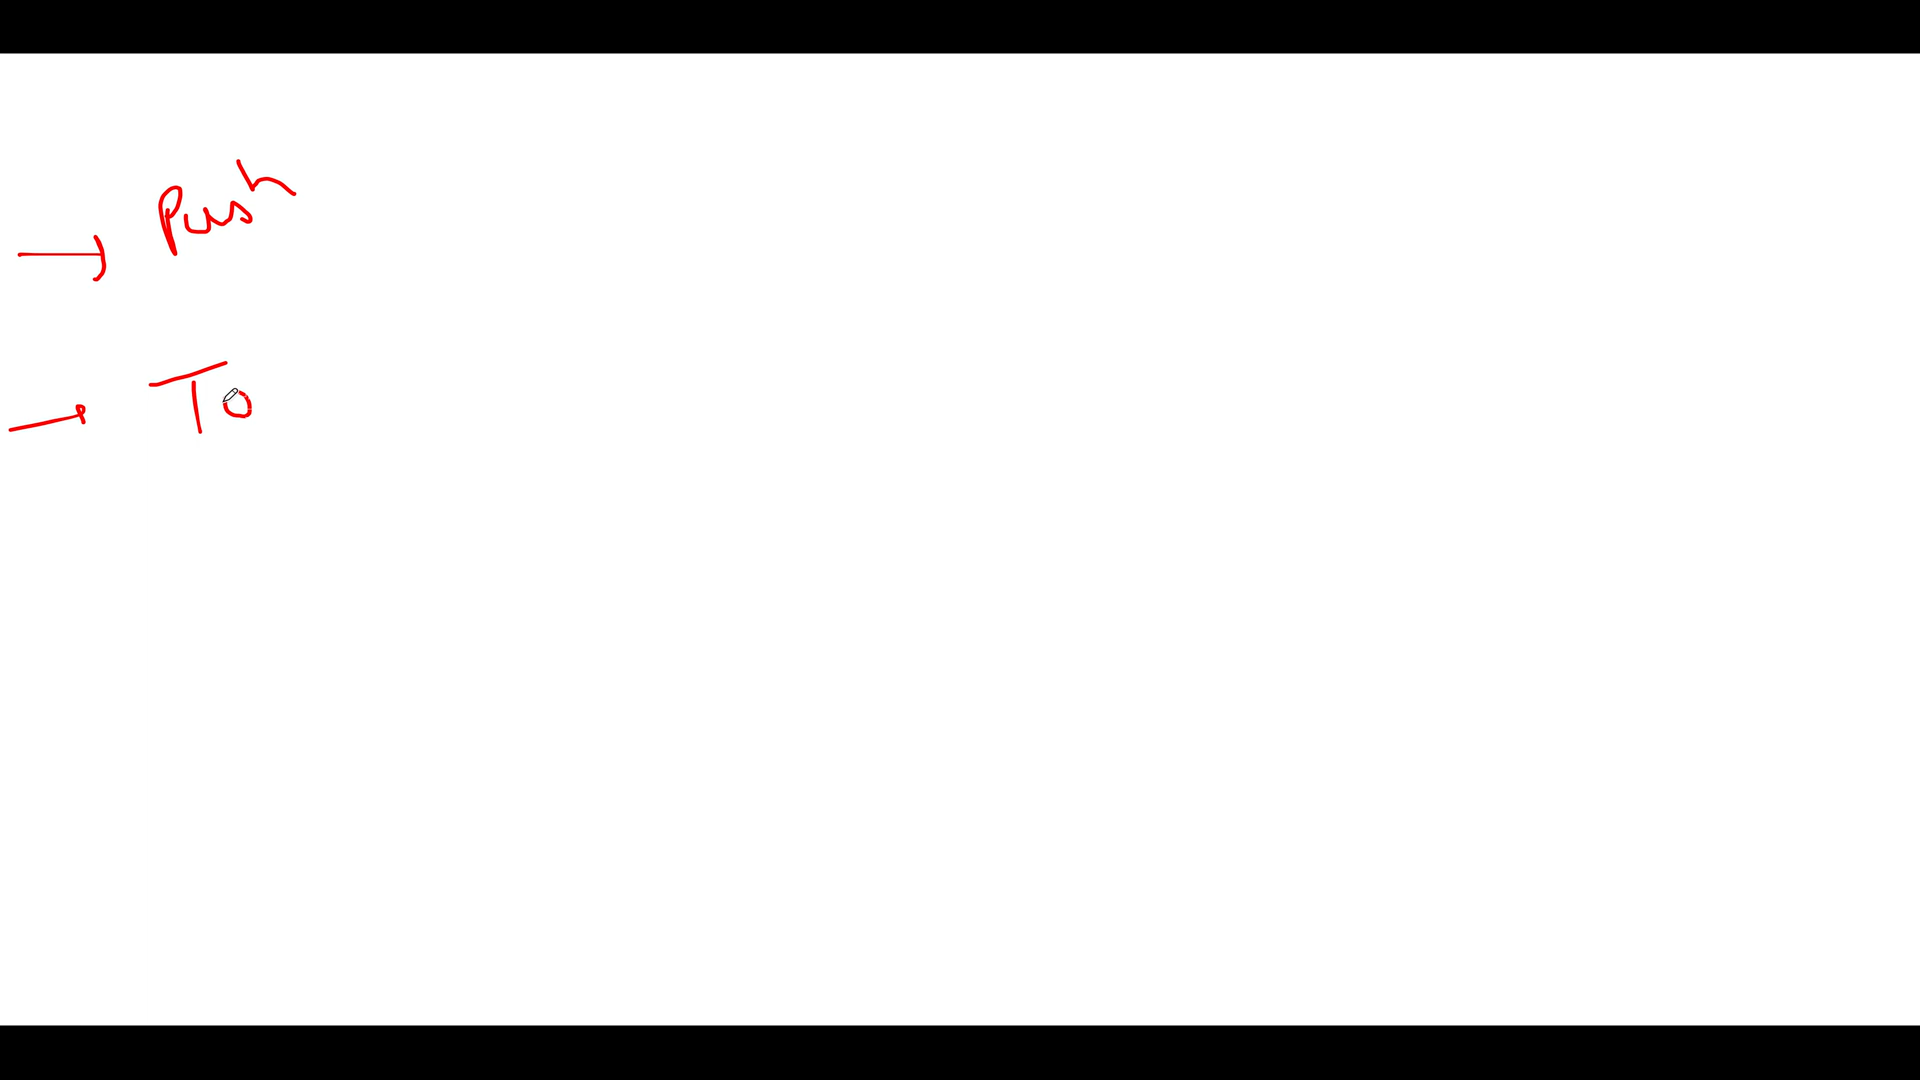 → Push
→ To